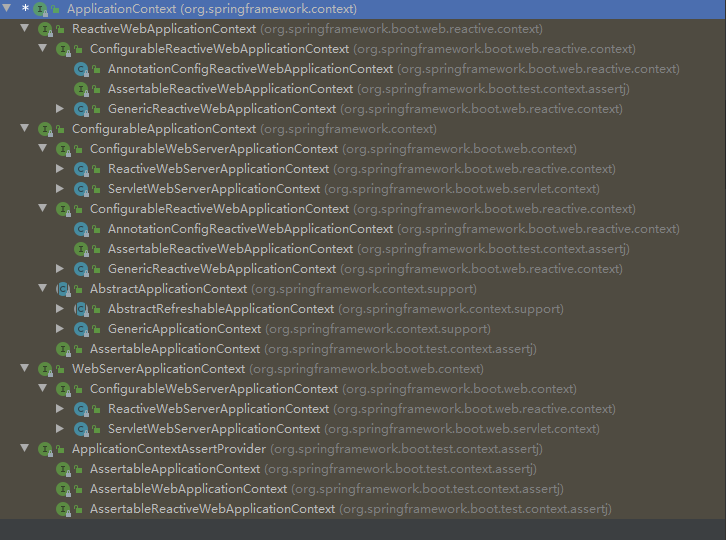 * ApplicationContext (org.springframework.context)
ReactiveWebApplicationContext (org.springframework.boot.web.reactive.context)
ConfigurableReactiveWebApplicationContext (org.springframework.boot.web.reactive.context)
AnnotationConfigReactiveWebApplicationContext (org.springframework.boot.web.reactive.context)
AssertableReactiveWebApplicationContext (org.springframework.boot.test.context.assertj)
GenericReactiveWebApplicationContext (org.springframework.boot.web.reactive.context)
ConfigurableApplicationContext (org.springframework.context)
ConfigurableWebServerApplicationContext (org.springframework.boot.web.context)
ReactiveWebServerApplicationContext (org.springframework.boot.web.reactive.context)
ServletWebServerApplicationContext (org.springframework.boot.web.servlet.context)
ConfigurableReactiveWebApplicationContext (org.springframework.boot.web.reactive.context)
AnnotationConfigReactiveWebApplicationContext (org.springframework.boot.web.reactive.context)
AssertableReactiveWebApplicationContext (org.springframework.boot.test.context.assertj)
GenericReactiveWebApplicationContext (org.springframework.boot.web.reactive.context)
AbstractApplicationContext (org.springframework.context.support)
AbstractRefreshableApplicationContext (org.springframework.context.support)
GenericApplicationContext (org.springframework.context.support)
AssertableApplicationContext (org.springframework.boot.test.context.assertj)
WebServerApplicationContext (org.springframework.boot.web.context)
ConfigurableWebServerApplicationContext (org.springframework.boot.web.context)
ReactiveWebServerApplicationContext (org.springframework.boot.web.reactive.context)
ServletWebServerApplicationContext (org.springframework.boot.web.servlet.context)
ApplicationContextAssertProvider (org.springframework.boot.test.context.assertj)
AssertableApplicationContext (org.springframework.boot.test.context.assertj)
AssertableWebApplicationContext (org.springframework.boot.test.context.assertj)
AssertableReactiveWebApplicationContext (org.springframework.boot.test.context.assertj)